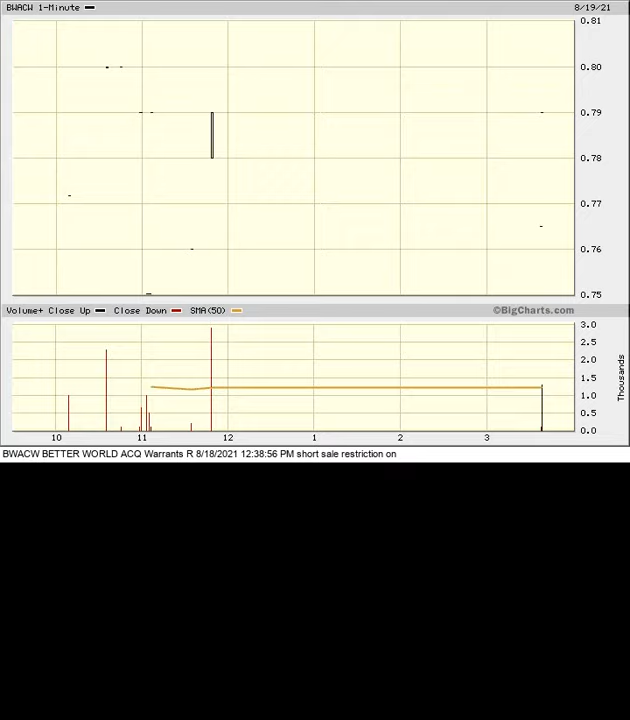 BWACW 1-Minute 8/19/21
0.81
0.80
0.79
0.78
0.77
0.76
0.75
Volume+ Close Up Close Down SMA(50) ©BigCharts.com
3.0
2.5
2.0
1.5
1.0
0.5
0.0
Thousands
10 11 12 1 2 3
BWACW BETTER WORLD ACQ Warrants R 8/18/2021 12:38:56 PM short sale restriction on